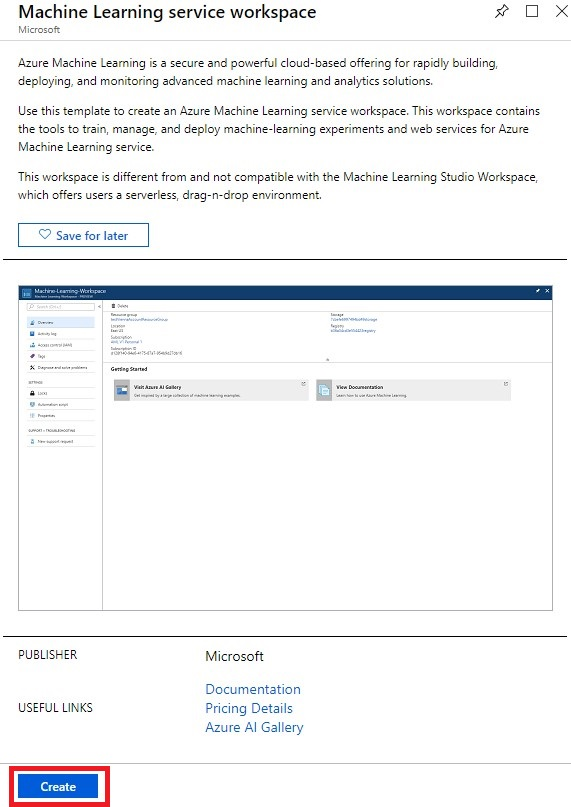 Machine Learning service workspace
Microsoft
Azure Machine Learning is a secure and powerful cloud-based offering for rapidly building,
deploying, and monitoring advanced machine learning and analytics solutions.
Use this template to create an Azure Machine Learning service workspace. This workspace contains
the tools to train, manage, and deploy machine-learning experiments and web services for Azure
Machine Learning service.
This workspace is different from and not compatible with the Machine Learning Studio Workspace,
which offers users a serverless, drag-n-drop environment.
Save for later
Machine-Learning-Workspace
Machine Learning Workspace - PREVIEW
Delete
Overview
Activity log
Access control (IAM)
Tags
Diagnose and solve problems
SETTINGS
Locks
Automation script
Properties
SUPPORT + TROUBLESHOOTING
New support request
Resource group
Location
Subscription
Subscription ID
Storage
Registry
Getting Started
Visit Azure AI Gallery
Get inspired by a large collection of machine learning examples.
View Documentation
Learn how to use Azure Machine Learning.
PUBLISHER
Microsoft
USEFUL LINKS
Documentation
Pricing Details
Azure AI Gallery
Create